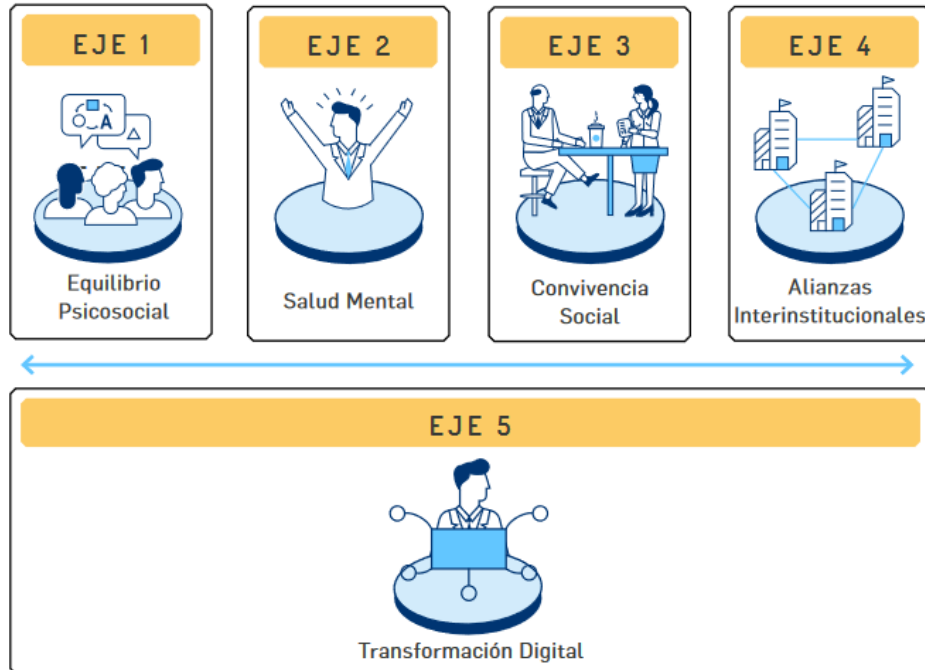 EJE 1
EJE 2
EJE 3
EJE 4
A
Equilibrio
Psicosocial
Salud Mental
Convivencia
Social
Alianzas
Interinstitucionales
EJE 5
Transformación Digital